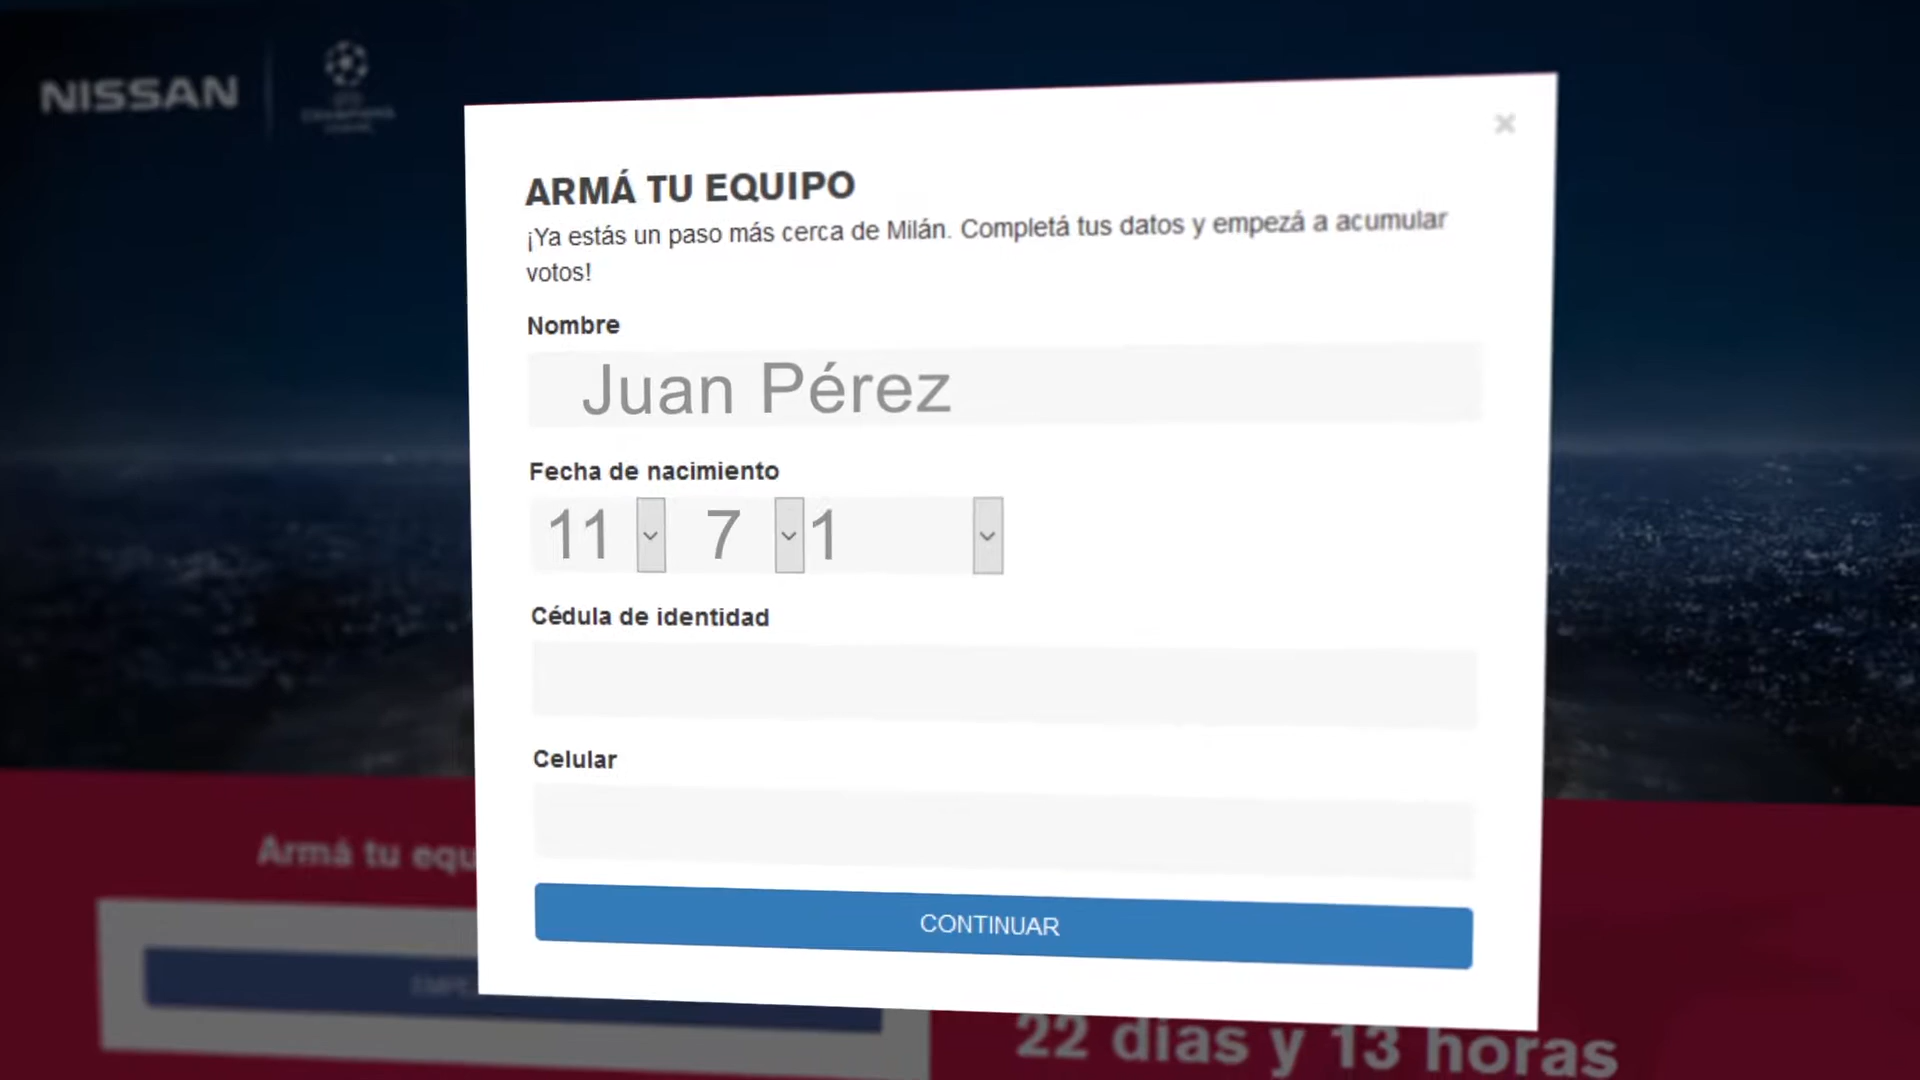 NISSAN
ARMÁ TU EQUIPO
¡Ya estás un paso más cerca de Milán. Completá tus datos y empezá a acumular
votos!
Nombre
Juan Pérez
Fecha de nacimiento
11 7 1
Cédula de identidad
Celular
CONTINUAR
Armá tu equ
22 días y 13 horas